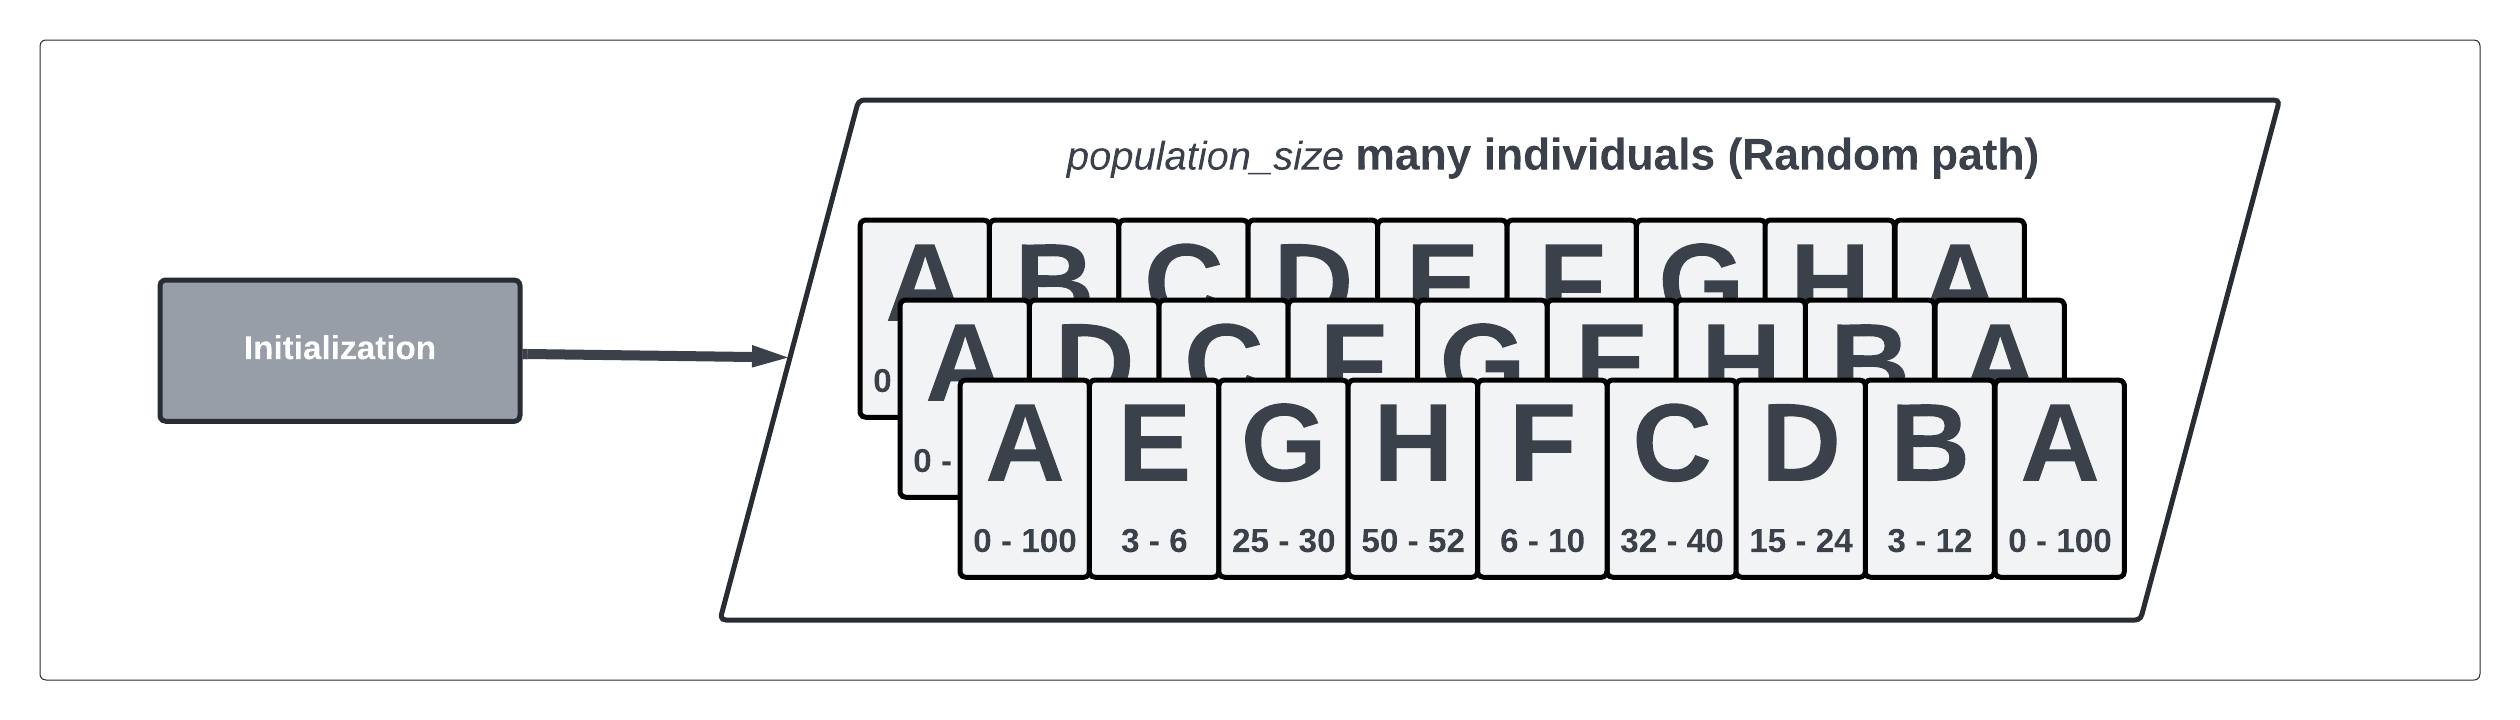 population_size many individuals (Random path)
Initialization
A B C D E F G H A
0
A D C F G E H B A
0 -
A E G H F C D B A
0 - 100 3 - 6 25 - 30 50 - 52 6 - 10 32 - 40 15 - 24 3 - 12 0 - 100